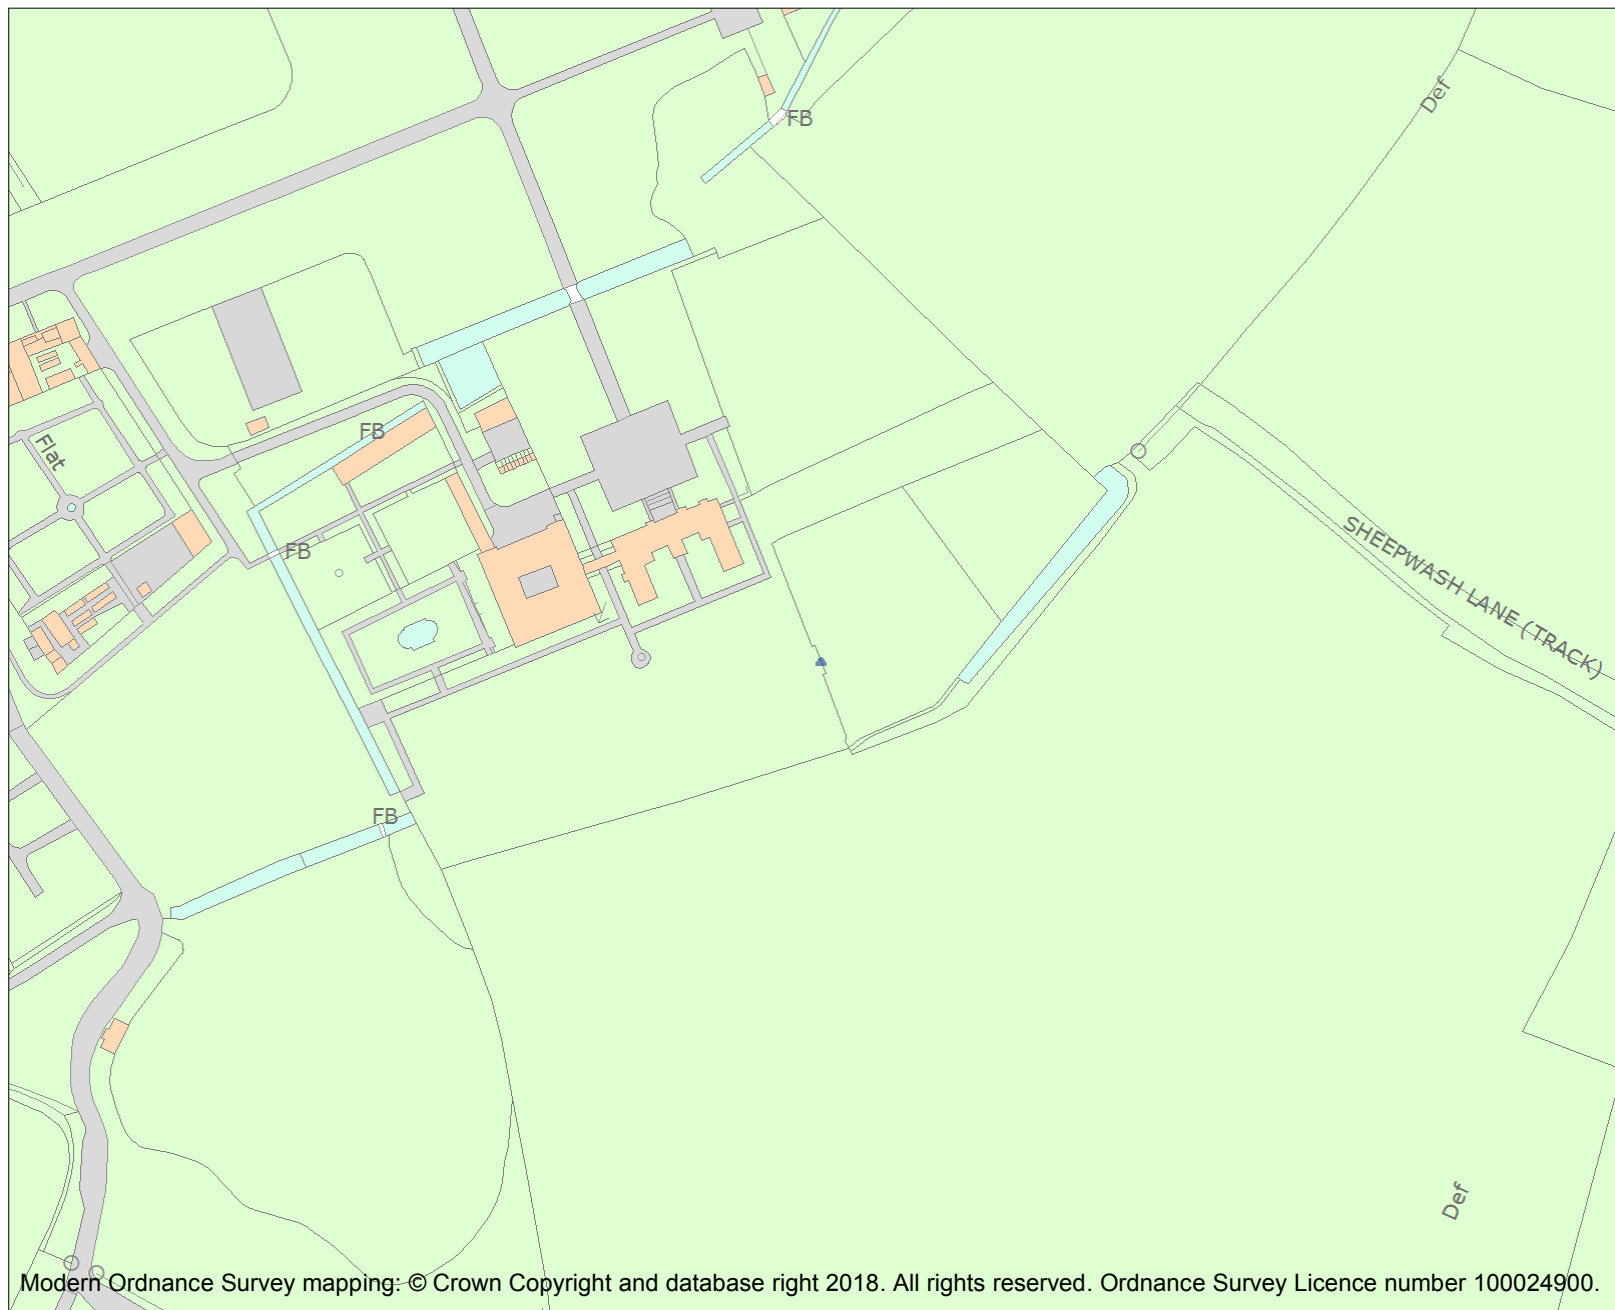 Def
FB
FB
Flat
FB
SHEEPWASH LANE (TRACK)
FB
Def
Modern Ordnance Survey mapping: © Crown Copyright and database right 2018. All rights reserved. Ordnance Survey Licence number 100024900.